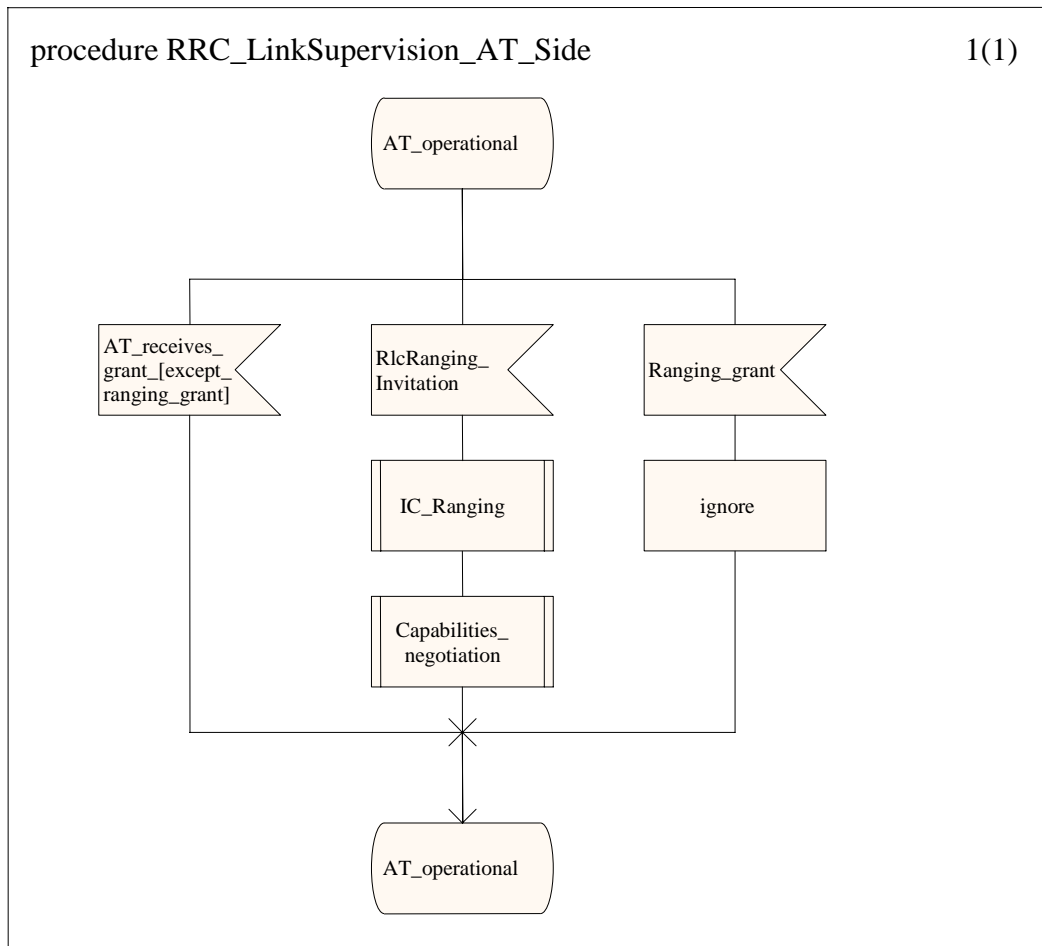 procedure RRC_LinkSupervision_AT_Side 1(1)
AT_operational
AT_receives_
grant_[except_
ranging_grant]
RlcRanging_
Invitation
Ranging_grant
IC_Ranging
ignore
Capabilities_
negotiation
AT_operational